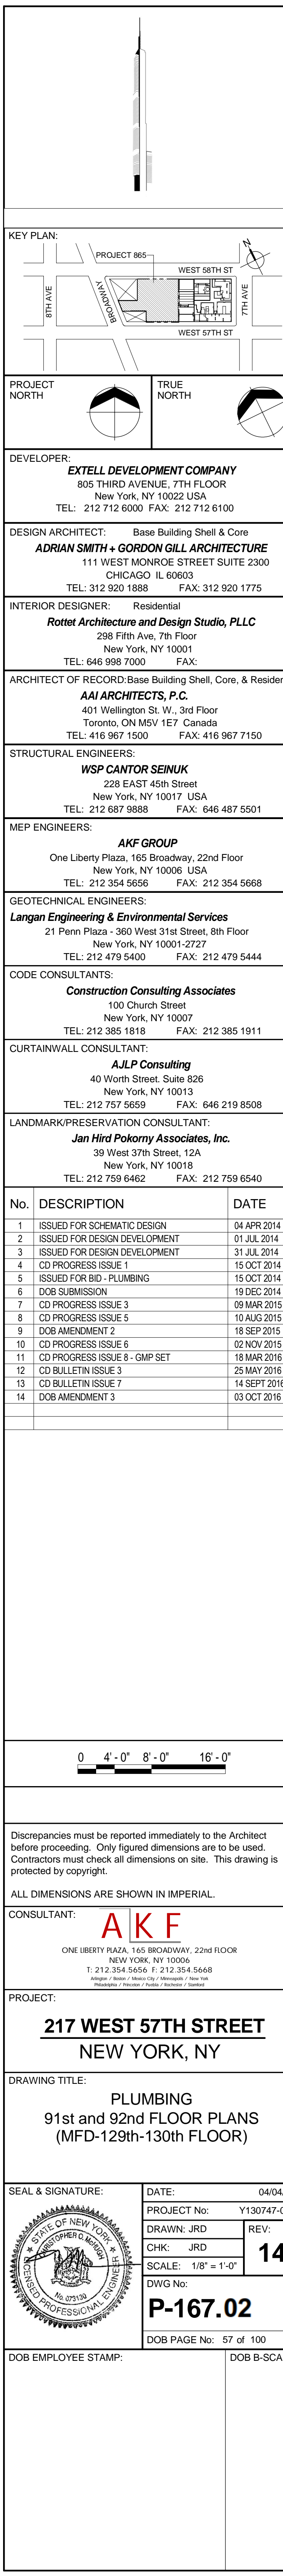 KEY PLAN:
N
PROJECT 865
WEST 58TH ST
8TH AVE
BROADWAY
7TH AVE
WEST 57TH ST
PROJECT
NORTH
TRUE
NORTH
DEVELOPER:
EXTELL DEVELOPMENT COMPANY
805 THIRD AVENUE, 7TH FLOOR
New York, NY 10022 USA
TEL: 212 712 6000 FAX: 212 712 6100
DESIGN ARCHITECT: Base Building Shell & Core
ADRIAN SMITH + GORDON GILL ARCHITECTURE
111 WEST MONROE STREET SUITE 2300
CHICAGO IL 60603
TEL: 312 920 1888 FAX: 312 920 1775
INTERIOR DESIGNER: Residential
Rottet Architecture and Design Studio, PLLC
298 Fifth Ave, 7th Floor
New York, NY 10001
TEL: 646 998 7000 FAX:
ARCHITECT OF RECORD:Base Building Shell, Core, & Resider
AAI ARCHITECTS, P.C.
401 Wellington St. W., 3rd Floor
Toronto, ON M5V 1E7 Canada
TEL: 416 967 1500 FAX: 416 967 7150
STRUCTURAL ENGINEERS:
WSP CANTOR SEINUK
228 EAST 45th Street
New York, NY 10017 USA
TEL: 212 687 9888 FAX: 646 487 5501
MEP ENGINEERS:
AKF GROUP
One Liberty Plaza, 165 Broadway, 22nd Floor
New York, NY 10006 USA
TEL: 212 354 5656 FAX: 212 354 5668
GEOTECHNICAL ENGINEERS:
Langan Engineering & Environmental Services
21 Penn Plaza - 360 West 31st Street, 8th Floor
New York, NY 10001-2727
TEL: 212 479 5400 FAX: 212 479 5444
CODE CONSULTANTS:
Construction Consulting Associates
100 Church Street
New York, NY 10007
TEL: 212 385 1818 FAX: 212 385 1911
CURTAINWALL CONSULTANT:
AJLP Consulting
40 Worth Street. Suite 826
New York, NY 10013
TEL: 212 757 5659 FAX: 646 219 8508
LANDMARK/PRESERVATION CONSULTANT:
Jan Hird Pokorny Associates, Inc.
39 West 37th Street, 12A
New York, NY 10018
TEL: 212 759 6462 FAX: 212 759 6540
No. DESCRIPTION DATE
1 ISSUED FOR SCHEMATIC DESIGN 04 APR 2014
2 ISSUED FOR DESIGN DEVELOPMENT 01 JUL 2014
3 ISSUED FOR DESIGN DEVELOPMENT 31 JUL 2014
4 CD PROGRESS ISSUE 1 15 OCT 2014
5 ISSUED FOR BID - PLUMBING 15 OCT 2014
6 DOB SUBMISSION 19 DEC 2014
7 CD PROGRESS ISSUE 3 09 MAR 2015
8 CD PROGRESS ISSUE 5 10 AUG 2015
9 DOB AMENDMENT 2 18 SEP 2015
10 CD PROGRESS ISSUE 6 02 NOV 2015
11 CD PROGRESS ISSUE 8 - GMP SET 18 MAR 2016
12 CD BULLETIN ISSUE 3 25 MAY 2016
13 CD BULLETIN ISSUE 7 14 SEPT 2016
14 DOB AMENDMENT 3 03 OCT 2016
0 4' - 0" 8' - 0" 16' - 0"
Discrepancies must be reported immediately to the Architect
before proceeding. Only figured dimensions are to be used.
Contractors must check all dimensions on site. This drawing is
protected by copyright.
ALL DIMENSIONS ARE SHOWN IN IMPERIAL.
CONSULTANT:
AKF
ONE LIBERTY PLAZA, 165 BROADWAY, 22nd FLOOR
NEW YORK, NY 10006
T: 212.354.5656 F: 212.354.5668
Arlington / Boston / Mexico City / Minneapolis / New York
Philadelphia / Princeton / Puebla / Rochester / Stamford
PROJECT:
217 WEST 57TH STREET
NEW YORK, NY
DRAWING TITLE:
PLUMBING
91st and 92nd FLOOR PLANS
(MFD-129th-130th FLOOR)
SEAL & SIGNATURE:
STATE OF NEW YORK
CHRISTOPHER O. McHUGH
No. 073130
LICENSED PROFESSIONAL ENGINEER
DATE: 04/04
PROJECT No: Y130747-0
DRAWN: JRD
REV:
14
CHK: JRD
SCALE: 1/8" = 1'-0"
DWG No:
P-167.02
DOB PAGE No: 57 of 100
DOB EMPLOYEE STAMP:
DOB B-SCA